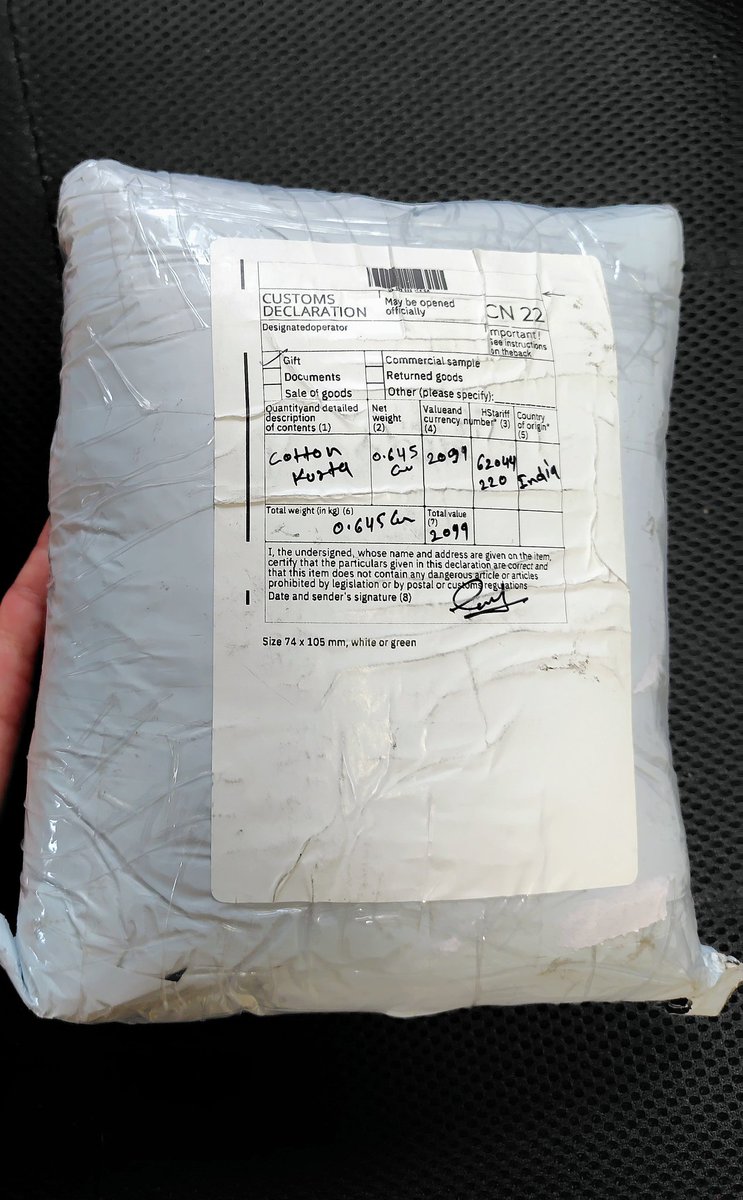 CUSTOMS
DECLARATION
May be opened
officially
CN 22
Designatedoperator
mportant!
see instructions
on theback
Gift
Commercial sample
Documents
Returned goods
Sale of goods
Other (please specify):
Quantityand detailed
description
of contents (1)
Net
weight
(2)
Valueand
currency
(4)
HStariff
number* (3)
Country
of origin*
(5)
Cotton
Kurta
0.645
2099
62044
220
India
Total weight (in kg) (6)
0.645
Total value
(7)
2099
I, the undersigned, whose name and address are given on the item,
certify that the particulars given in this declaration are correct and
that this item does not contain any dangerous article or articles
prohibited by legislation or by postal or customs regulations
Date and sender's signature (8)
Size 74 x 105 mm, white or green